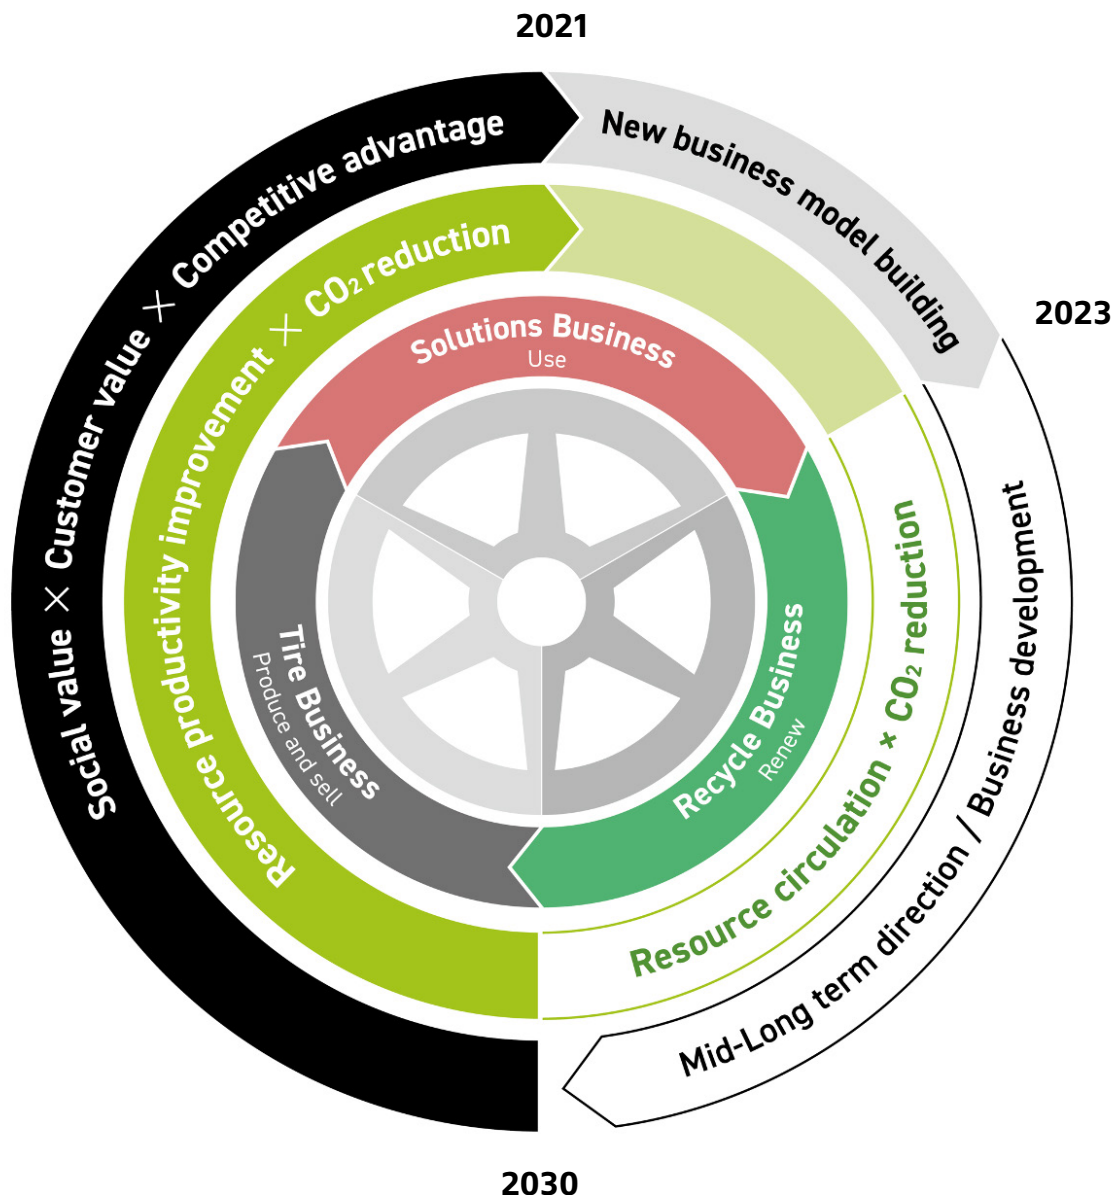 2021
Social value × Customer value × Competitive advantage
New business model building
2023
Resource productivity improvement × CO₂ reduction
Solutions Business
Use
Tire Business
Produce and sell
Recycle Business
Renew
Resource circulation × CO₂ reduction
Mid-Long term direction / Business development
2030